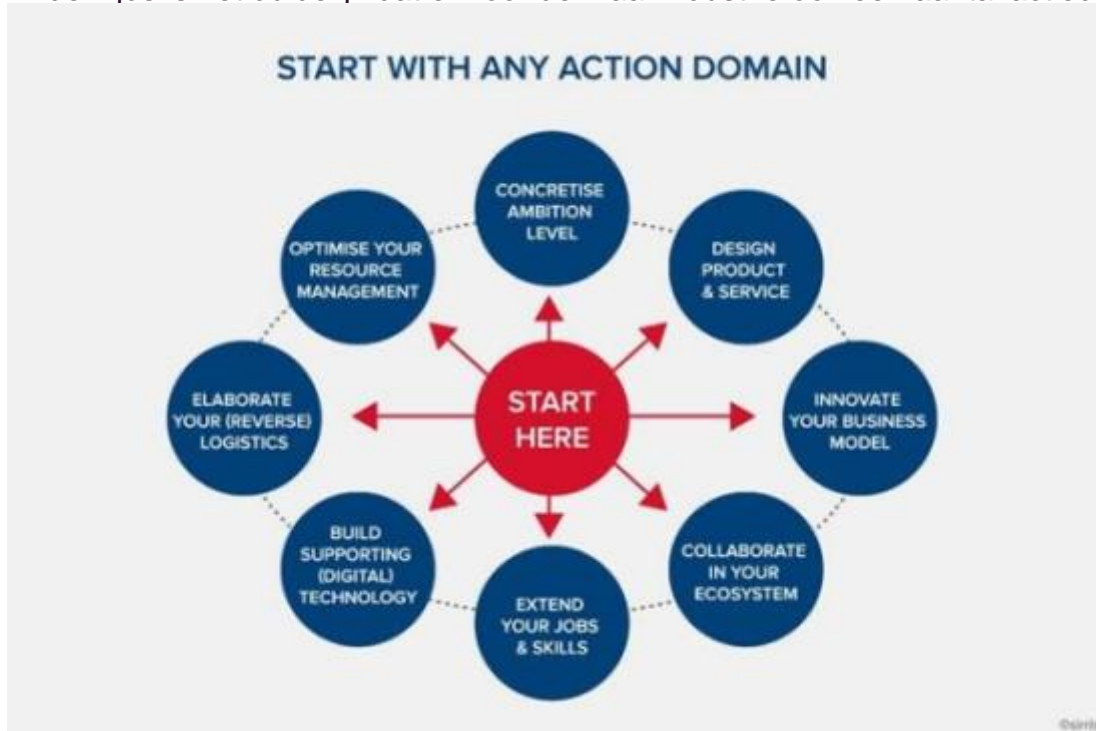 START WITH ANY ACTION DOMAIN
CONCRETISE
AMBITION
LEVEL
DESIGN
PRODUCT
& SERVICE
INNOVATE
YOUR BUSINESS
MODEL
COLLABORATE
IN YOUR
ECOSYSTEM
EXTEND
YOUR JOBS
& SKILLS
BUILD
SUPPORTING
(DIGITAL)
TECHNOLOGY
ELABORATE
YOUR (REVERSE)
LOGISTICS
OPTIMISE YOUR
RESOURCE
MANAGEMENT
START
HERE